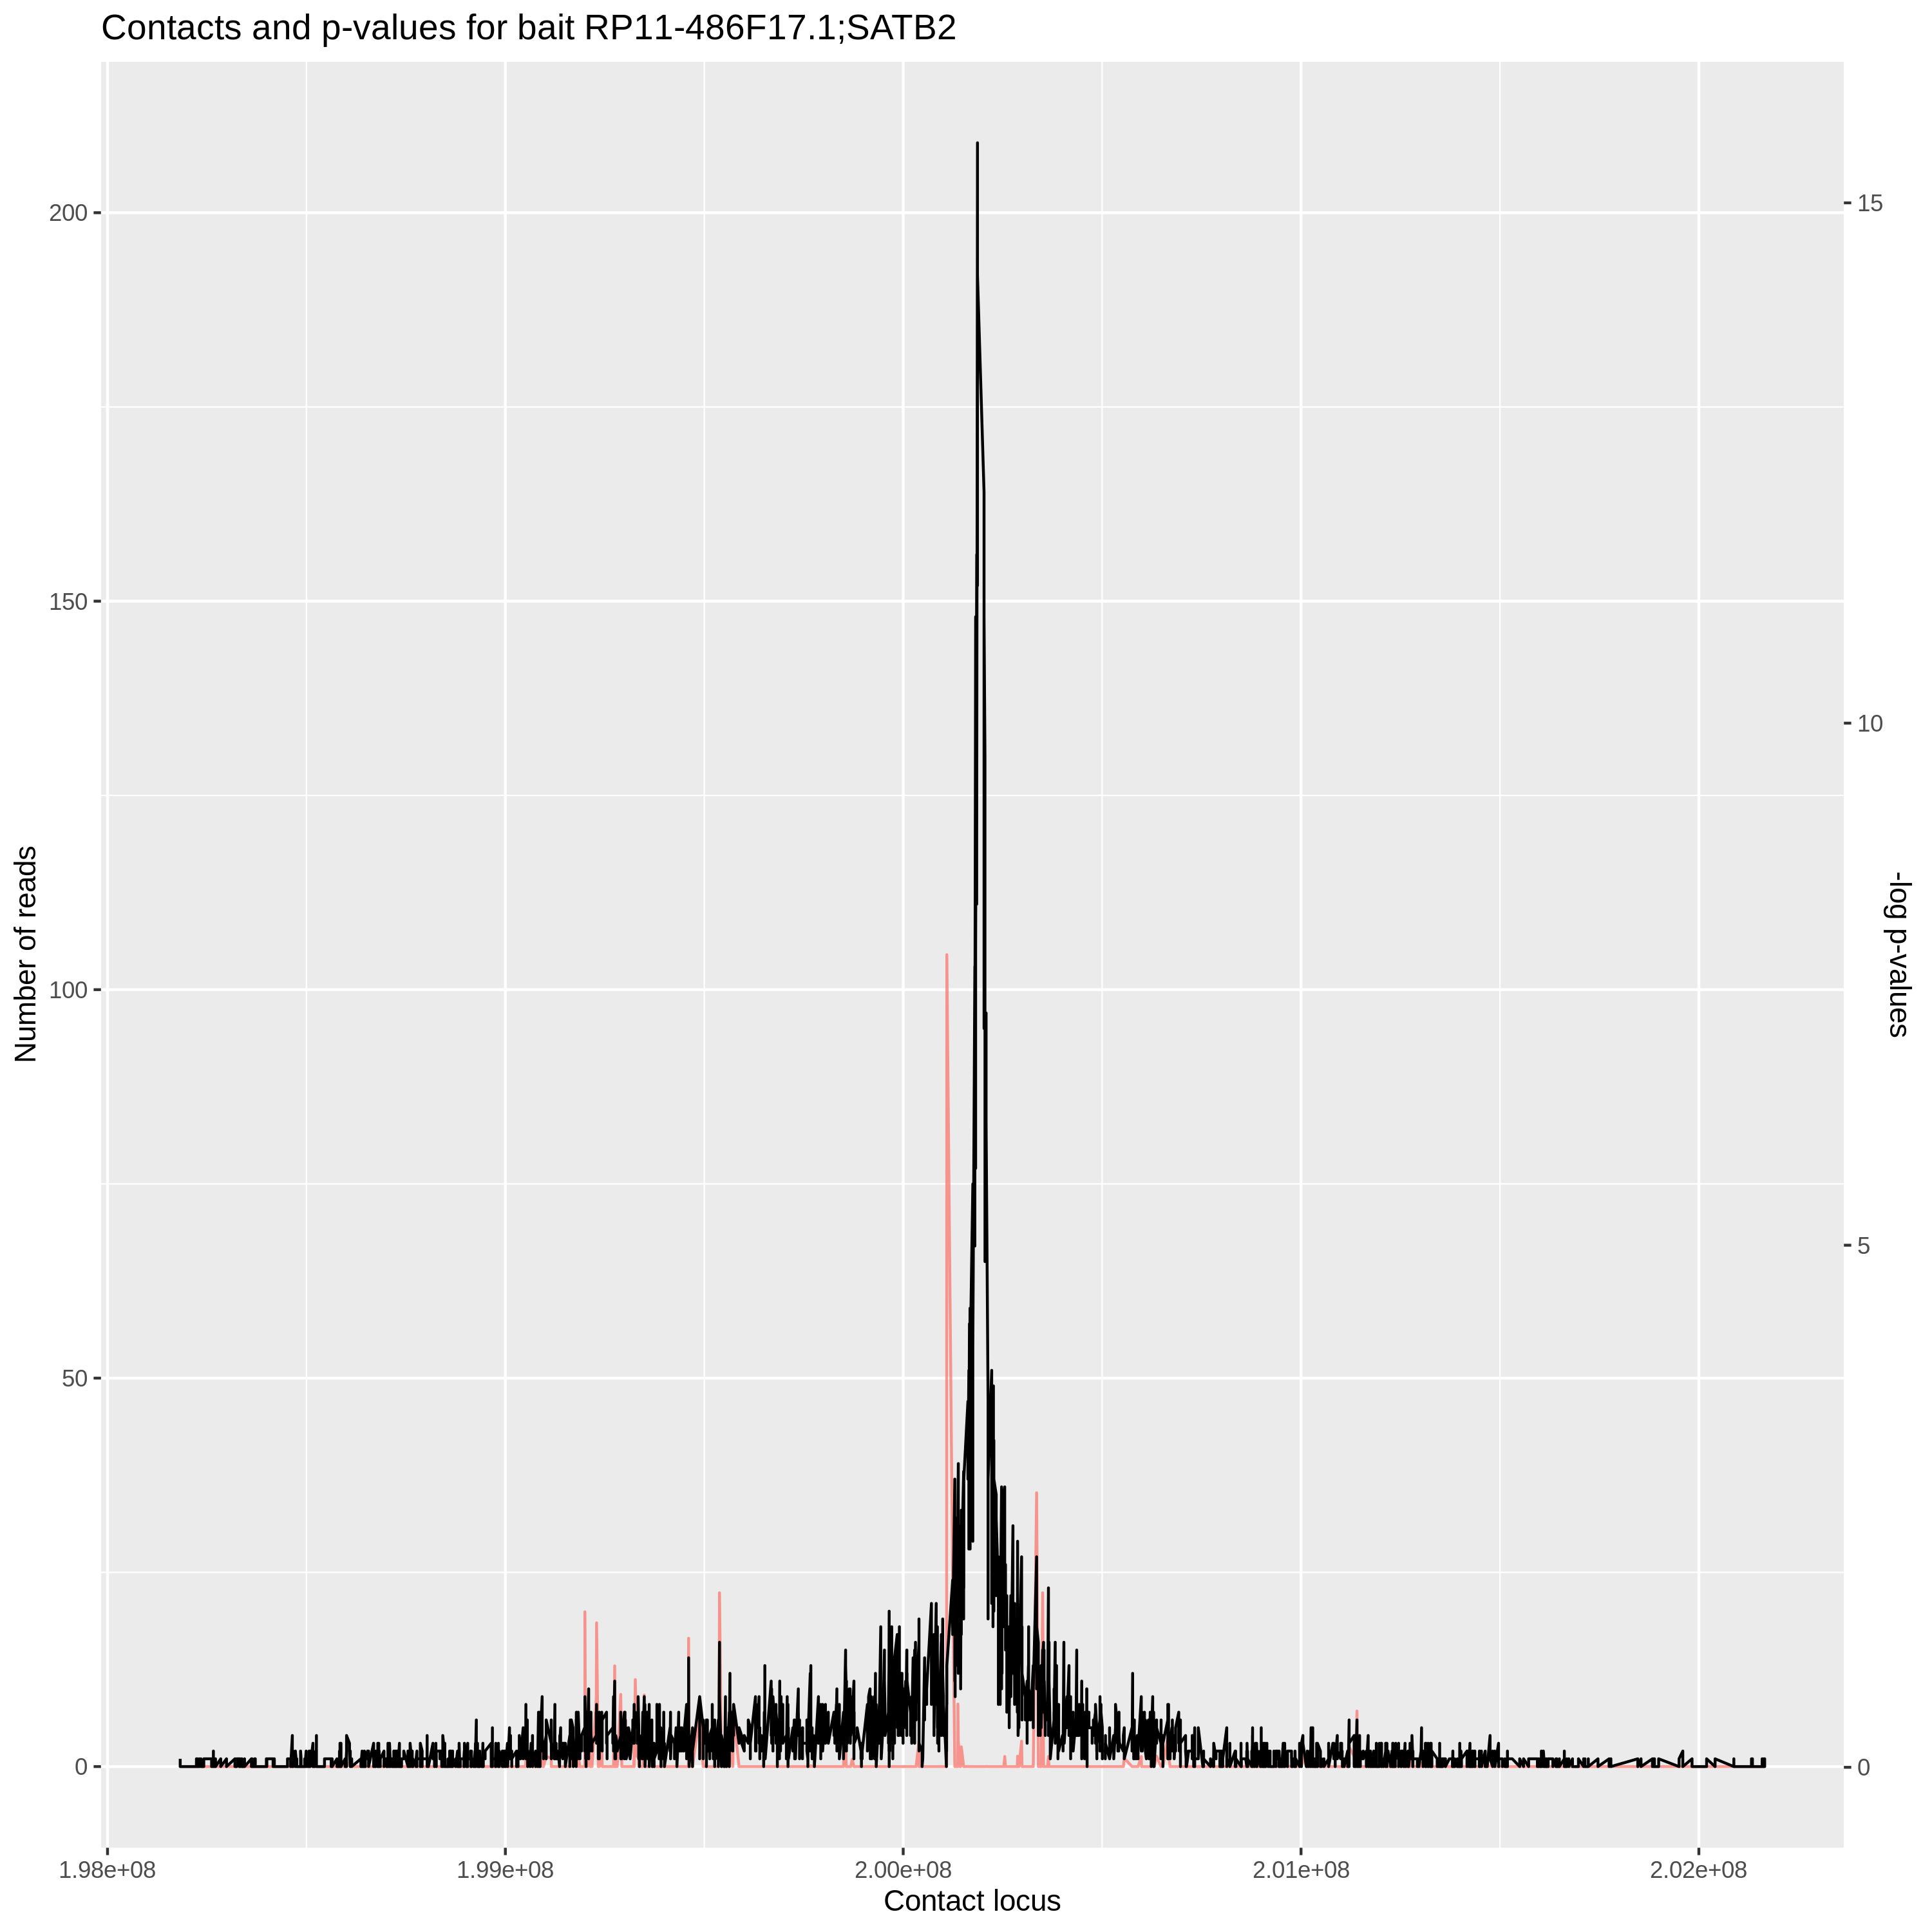 Contacts and p-values for bait RP11-486F17.1;SATB2
200
150
100
50
0
Number of reads
15
10
5
0
-log p-values
1.98e+08
1.99e+08
2.00e+08
2.01e+08
2.02e+08
Contact locus